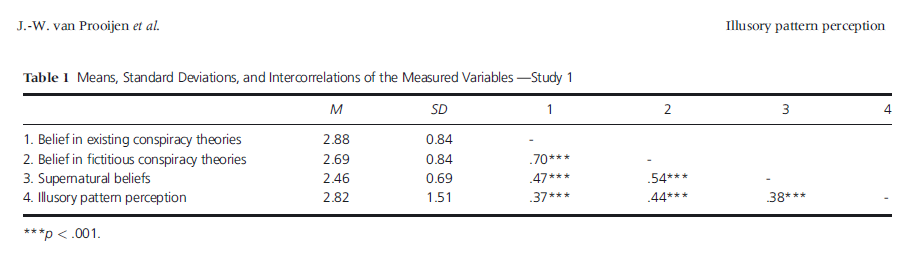 J.-W. van Prooijen et al. Illusory pattern perception
Table 1 Means, Standard Deviations, and Intercorrelations of the Measured Variables —Study 1
M SD 1 2 3 4
1. Belief in existing conspiracy theories 2.88 0.84 -
2. Belief in fictitious conspiracy theories 2.69 0.84 .70*** -
3. Supernatural beliefs 2.46 0.69 .47*** .54*** -
4. Illusory pattern perception 2.82 1.51 .37*** .44*** .38*** -
***p < .001.